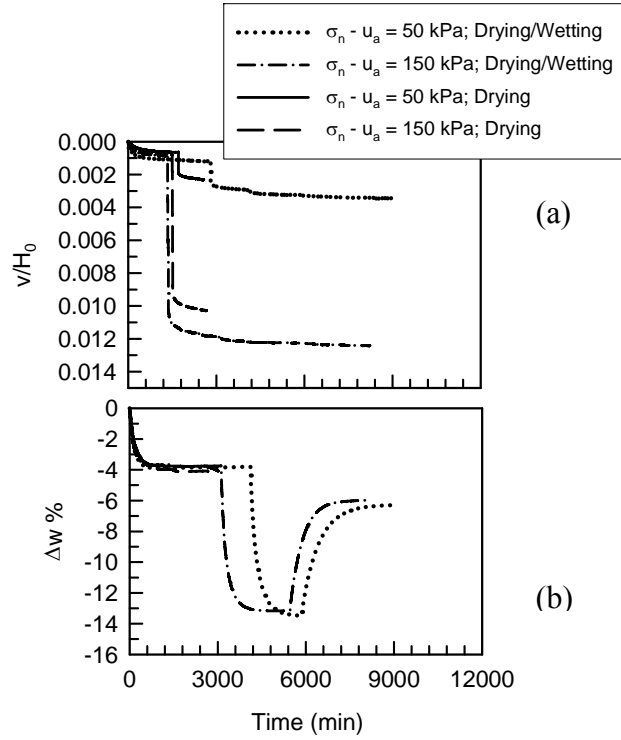 σn - ua = 50 kPa; Drying/Wetting
σn - ua = 150 kPa; Drying/Wetting
σn - ua = 50 kPa; Drying
σn - ua = 150 kPa; Drying
0.000
0.002
0.004
0.006
0.008
0.010
0.012
0.014
v/H0
(a)
0
-2
-4
-6
-8
-10
-12
-14
-16
Δw %
(b)
0 3000 6000 9000 12000
Time (min)